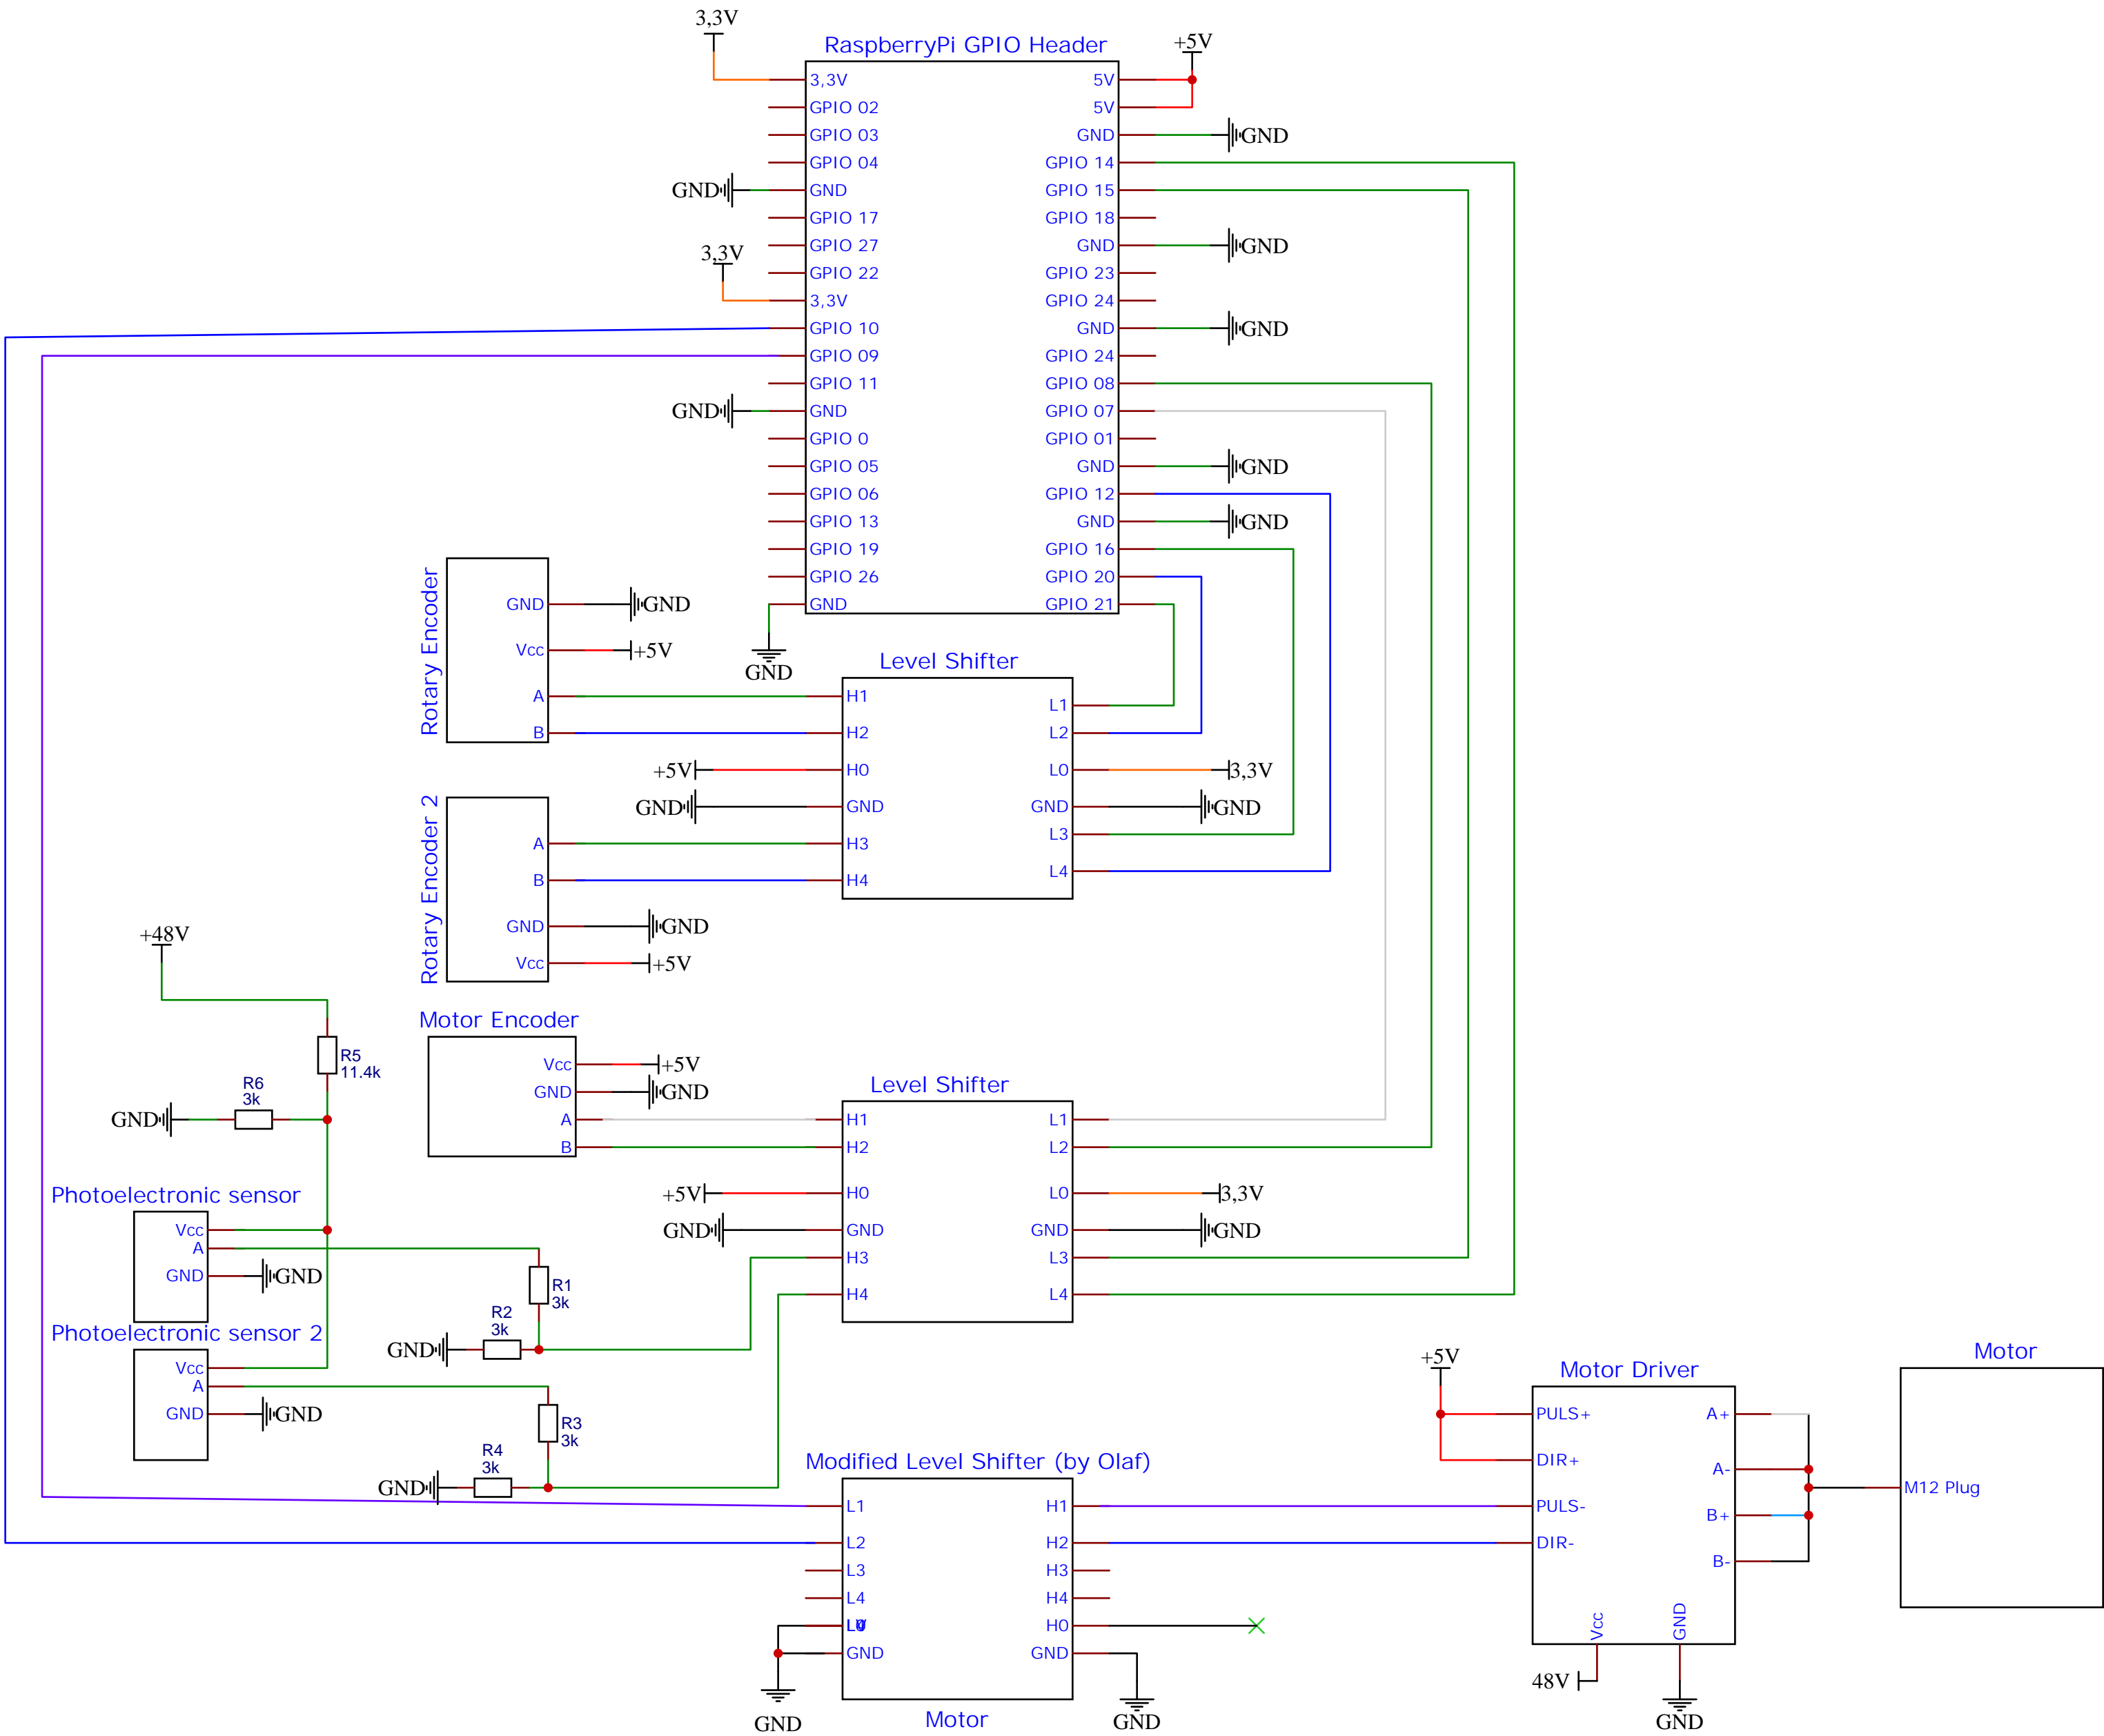 3,3V
RaspberryPi GPIO Header
+5V
3,3V
5V
GPIO 02
5V
GPIO 03
GND
GND
GPIO 04
GPIO 14
GND
GND
GPIO 15
GPIO 17
GPIO 18
GPIO 27
GND
GND
3,3V
GPIO 22
GPIO 23
3,3V
GPIO 24
GPIO 10
GND
GND
GPIO 09
GPIO 24
GPIO 11
GPIO 08
GND
GND
GPIO 07
GPIO 0
GPIO 01
GPIO 05
GND
GND
GPIO 06
GPIO 12
GPIO 13
GND
GND
GPIO 19
GPIO 16
GPIO 26
GPIO 20
GND
GPIO 21
GND
Rotary Encoder
GND
GND
Vcc
+5V
A
B
Level Shifter
H1
L1
H2
L2
+5V
H0
L0
3,3V
GND
GND
GND
GND
H3
L3
H4
L4
Rotary Encoder 2
A
B
GND
GND
Vcc
+5V
+48V
R5
11.4k
R6
3k
GND
Motor Encoder
Vcc
+5V
GND
GND
A
B
Level Shifter
H1
L1
H2
L2
+5V
H0
L0
3,3V
GND
GND
GND
GND
H3
L3
H4
L4
Photoelectronic sensor
Vcc
A
GND
GND
R1
3k
R2
3k
GND
Photoelectronic sensor 2
Vcc
A
GND
GND
R3
3k
R4
3k
GND
Modified Level Shifter (by Olaf)
L1
H1
L2
H2
L3
H3
L4
H4
H0
GND
GND
GND
GND
Motor
+5V
Motor Driver
PULS+
A+
DIR+
A-
PULS-
B+
DIR-
B-
Vcc
GND
48V
GND
Motor
M12 Plug